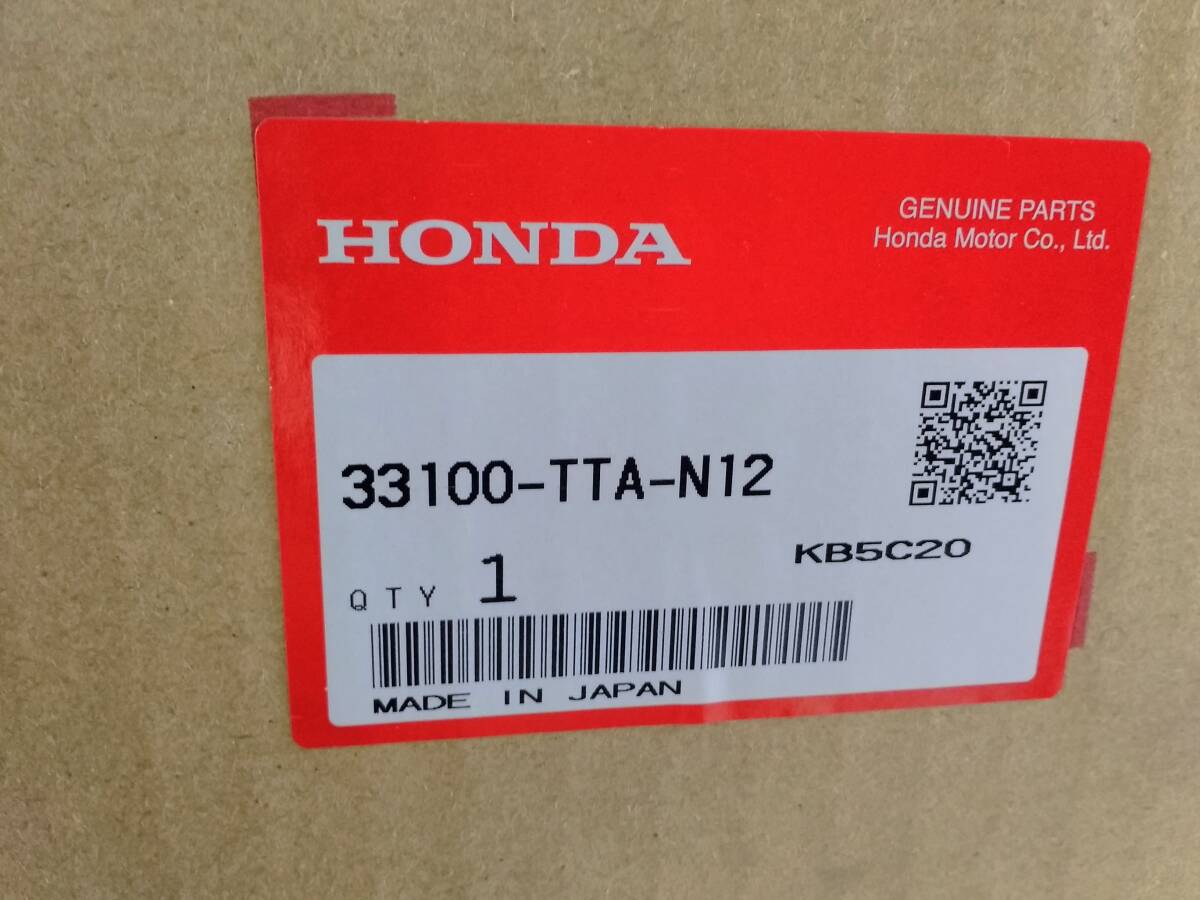 HONDA
GENUINE PARTS
Honda Motor Co., Ltd.
33100-TTA-N12
KB5C20
QTY 1
MADE IN JAPAN